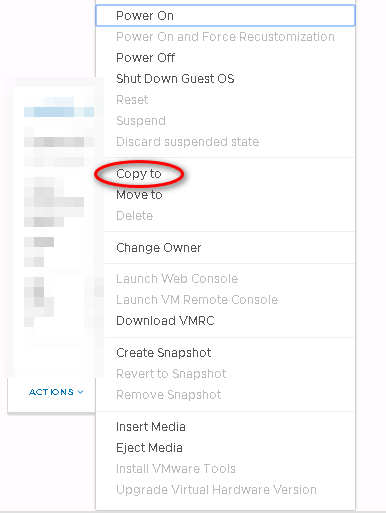 Power On
Power On and Force Recustomization
Power Off
Shut Down Guest OS
Reset
Suspend
Discard suspended state
Copy to
Move to
Delete
Change Owner
Launch Web Console
Launch VM Remote Console
Download VMRC
Create Snapshot
Revert to Snapshot
Remove Snapshot
ACTIONS
Insert Media
Eject Media
Install VMware Tools
Upgrade Virtual Hardware Version